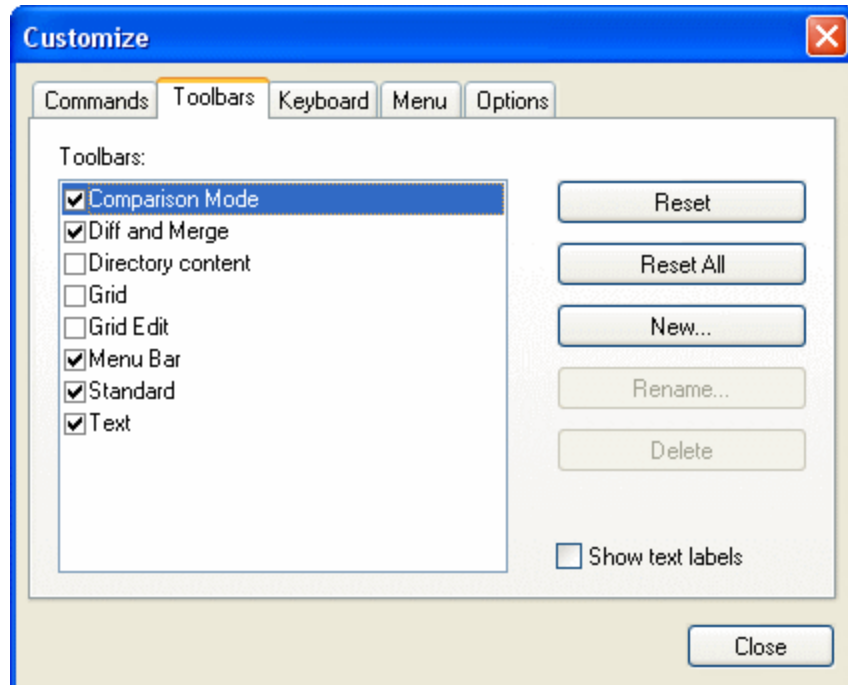 Customize
Commands Toolbars Keyboard Menu Options
Toolbars:
Comparison Mode
Diff and Merge
Directory content
Grid
Grid Edit
Menu Bar
Standard
Text
Reset
Reset All
New...
Rename...
Delete
Show text labels
Close